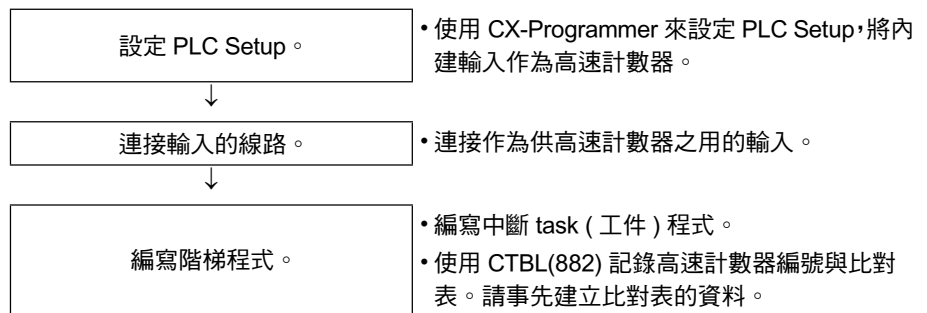 設定 PLC Setup。
• 使用 CX-Programmer 來設定 PLC Setup，將內
建輸入作為高速計數器。
↓
連接輸入的線路。
• 連接作為供高速計數器之用的輸入。
↓
編寫階梯程式。
• 編寫中斷 task ( 工件 ) 程式。
• 使用 CTBL(882) 記錄高速計數器編號與比對
表。請事先建立比對表的資料。